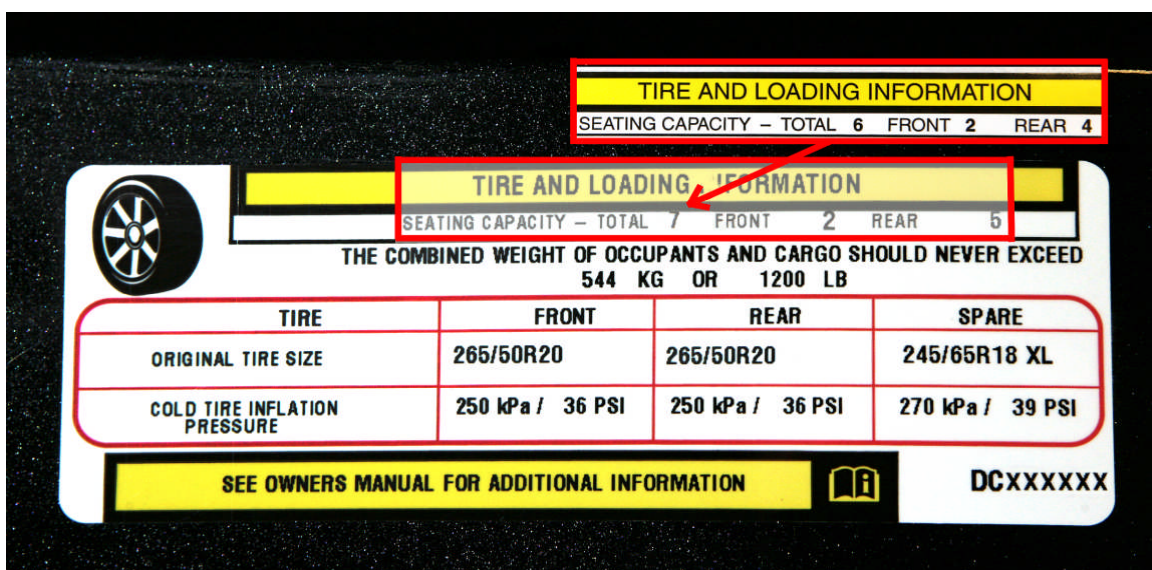 TIRE AND LOADING INFORMATION
SEATING CAPACITY – TOTAL 6 FRONT 2 REAR 4
TIRE AND LOADING INFORMATION
SEATING CAPACITY – TOTAL 7 FRONT 2 REAR 5
THE COMBINED WEIGHT OF OCCUPANTS AND CARGO SHOULD NEVER EXCEED
544 KG OR 1200 LB
TIRE FRONT REAR SPARE
ORIGINAL TIRE SIZE 265/50R20 265/50R20 245/65R18 XL
COLD TIRE INFLATION PRESSURE 250 kPa / 36 PSI 250 kPa / 36 PSI 270 kPa / 39 PSI
SEE OWNERS MANUAL FOR ADDITIONAL INFORMATION
DCxxxxxx